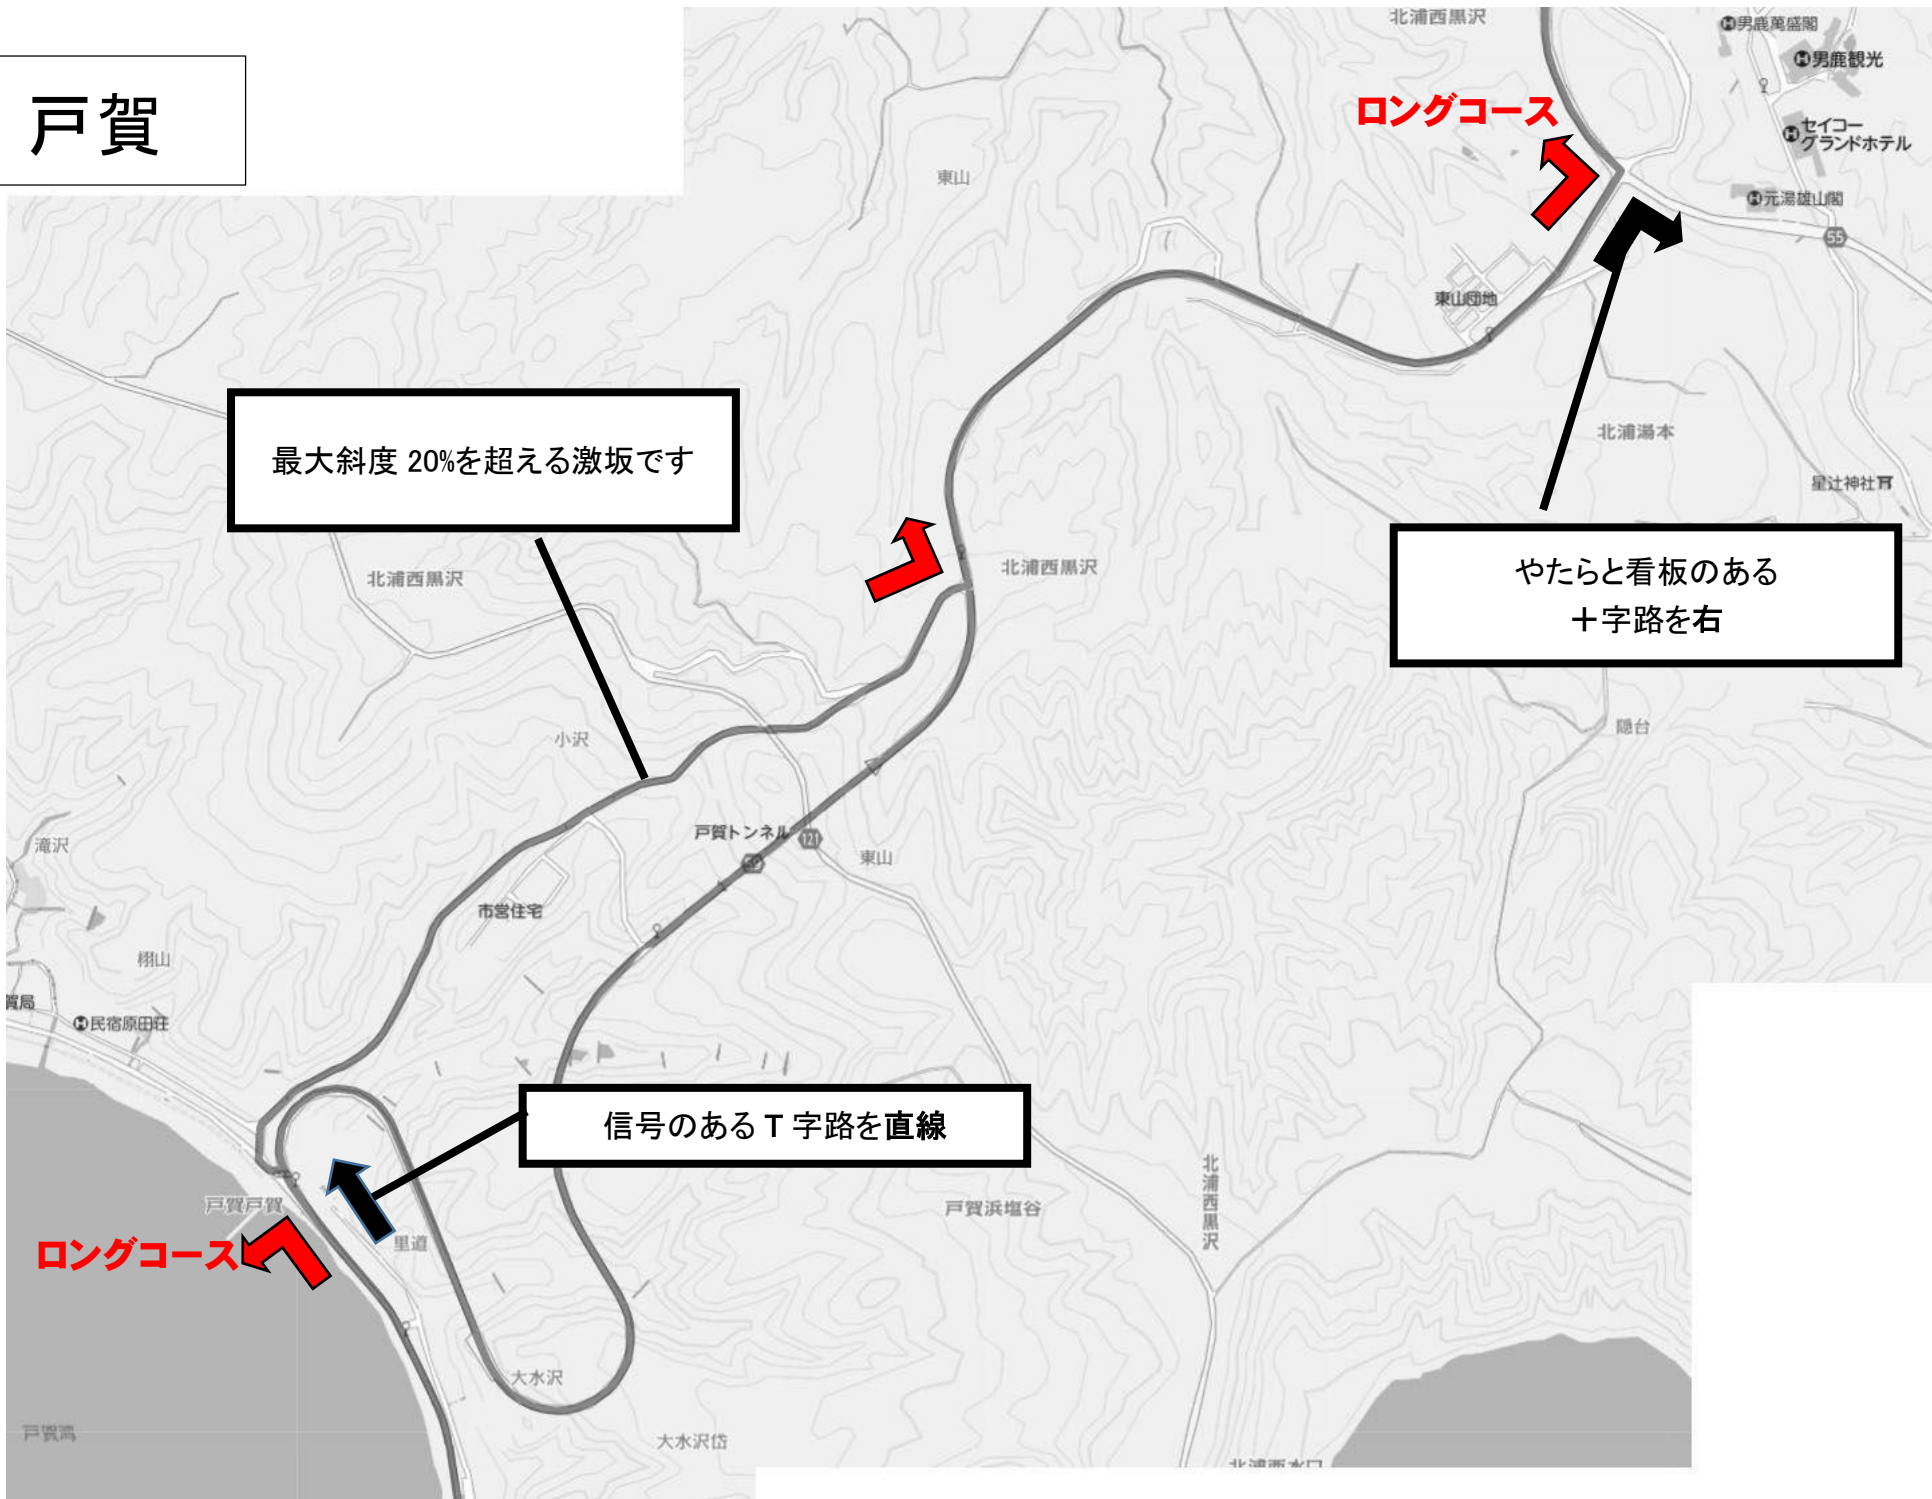 戸賀
北浦西黒沢
男鹿萬盛閣
男鹿観光
ロングコース
セイコー
グランドホテル
東山
元湯雄山閣
55
東山団地
北浦湯本
最大斜度 20%を超える激坂です
星辻神社
北浦西黒沢
北浦西黒沢
やたらと看板のある
十字路を右
隠台
小沢
戸賀トンネル
121
59
東山
滝沢
市営住宅
栩山
賀局
民宿原田荘
信号のある T 字路を直線
北浦西黒沢
戸賀戸賀
戸賀浜塩谷
里道
ロングコース
大水沢
戸賀湾
大水沢岱